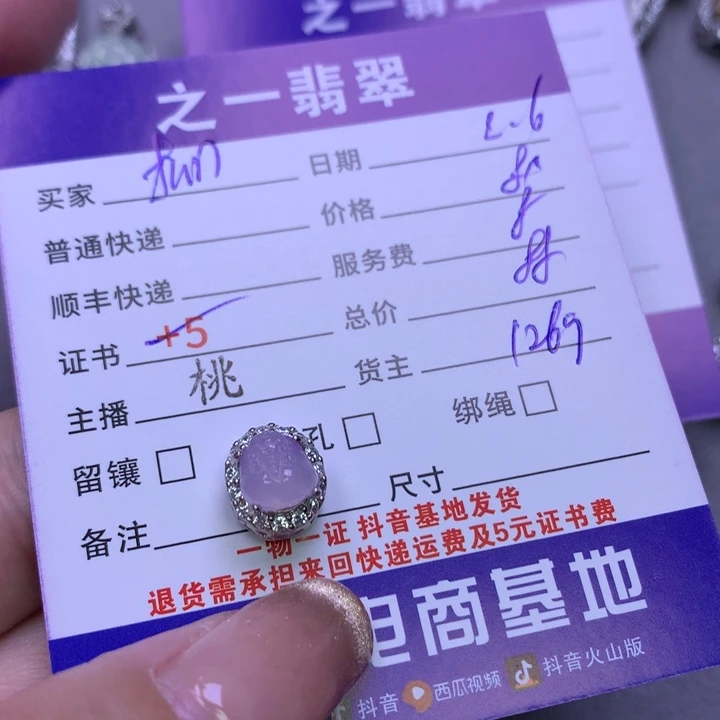 之一翡翠
之一翡翠
买家 日期 2.6
普通快递 价格
顺丰快递 服务费
证书 +5 总价
主播 桃 货主 1269
留镶 孔 绑绳
备注 尺寸
一物一证 抖音基地发货
退货需承担来回快递运费及5元证书费
电商基地
抖音 西瓜视频 抖音火山版